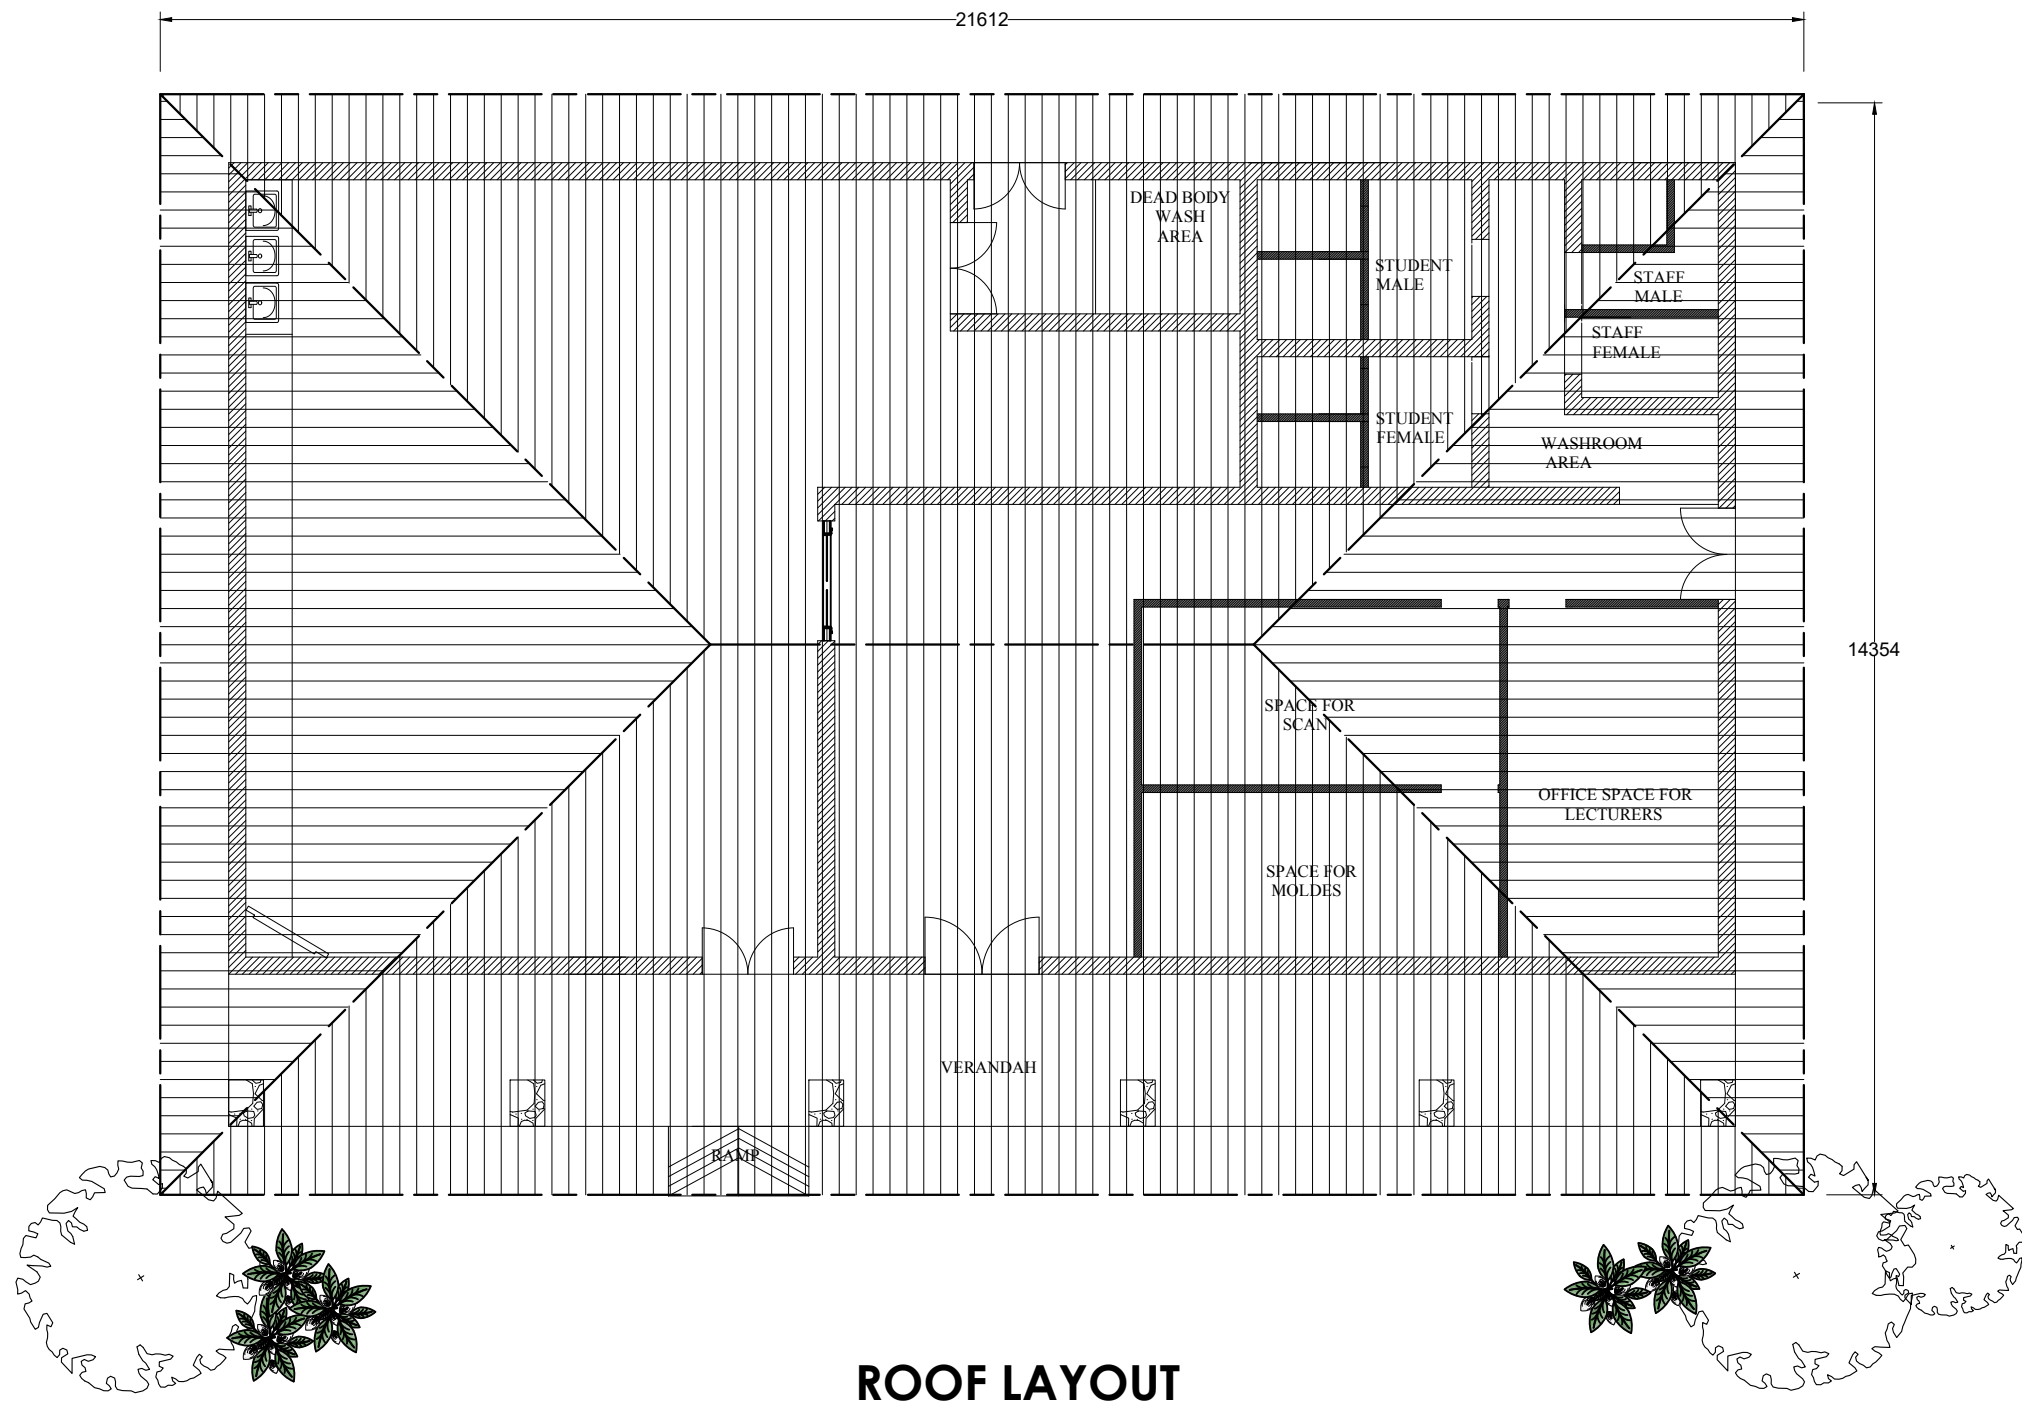 21612
DEAD BODY
WASH
AREA
STUDENT
MALE
STAFF
MALE
STAFF
FEMALE
STUDENT
FEMALE
WASHROOM
AREA
14354
SPACE FOR
SCAN
OFFICE SPACE FOR
LECTURERS
SPACE FOR
MOLDES
VERANDAH
RAMP
ROOF LAYOUT